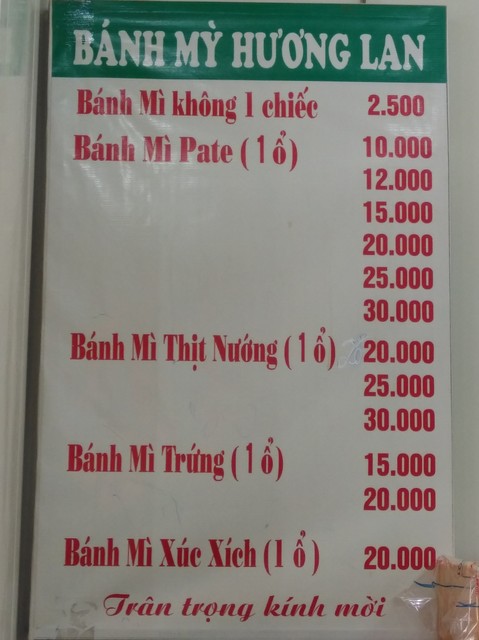 BÁNH MỲ HƯƠNG LAN
Bánh Mì không 1 chiếc 2.500
Bánh Mì Pate (1 ổ) 10.000
12.000
15.000
20.000
25.000
30.000
Bánh Mì Thịt Nướng (1 ổ) 20.000
25.000
30.000
Bánh Mì Trứng (1 ổ) 15.000
20.000
Bánh Mì Xúc Xích (1 ổ) 20.000
Trân trọng kính mời